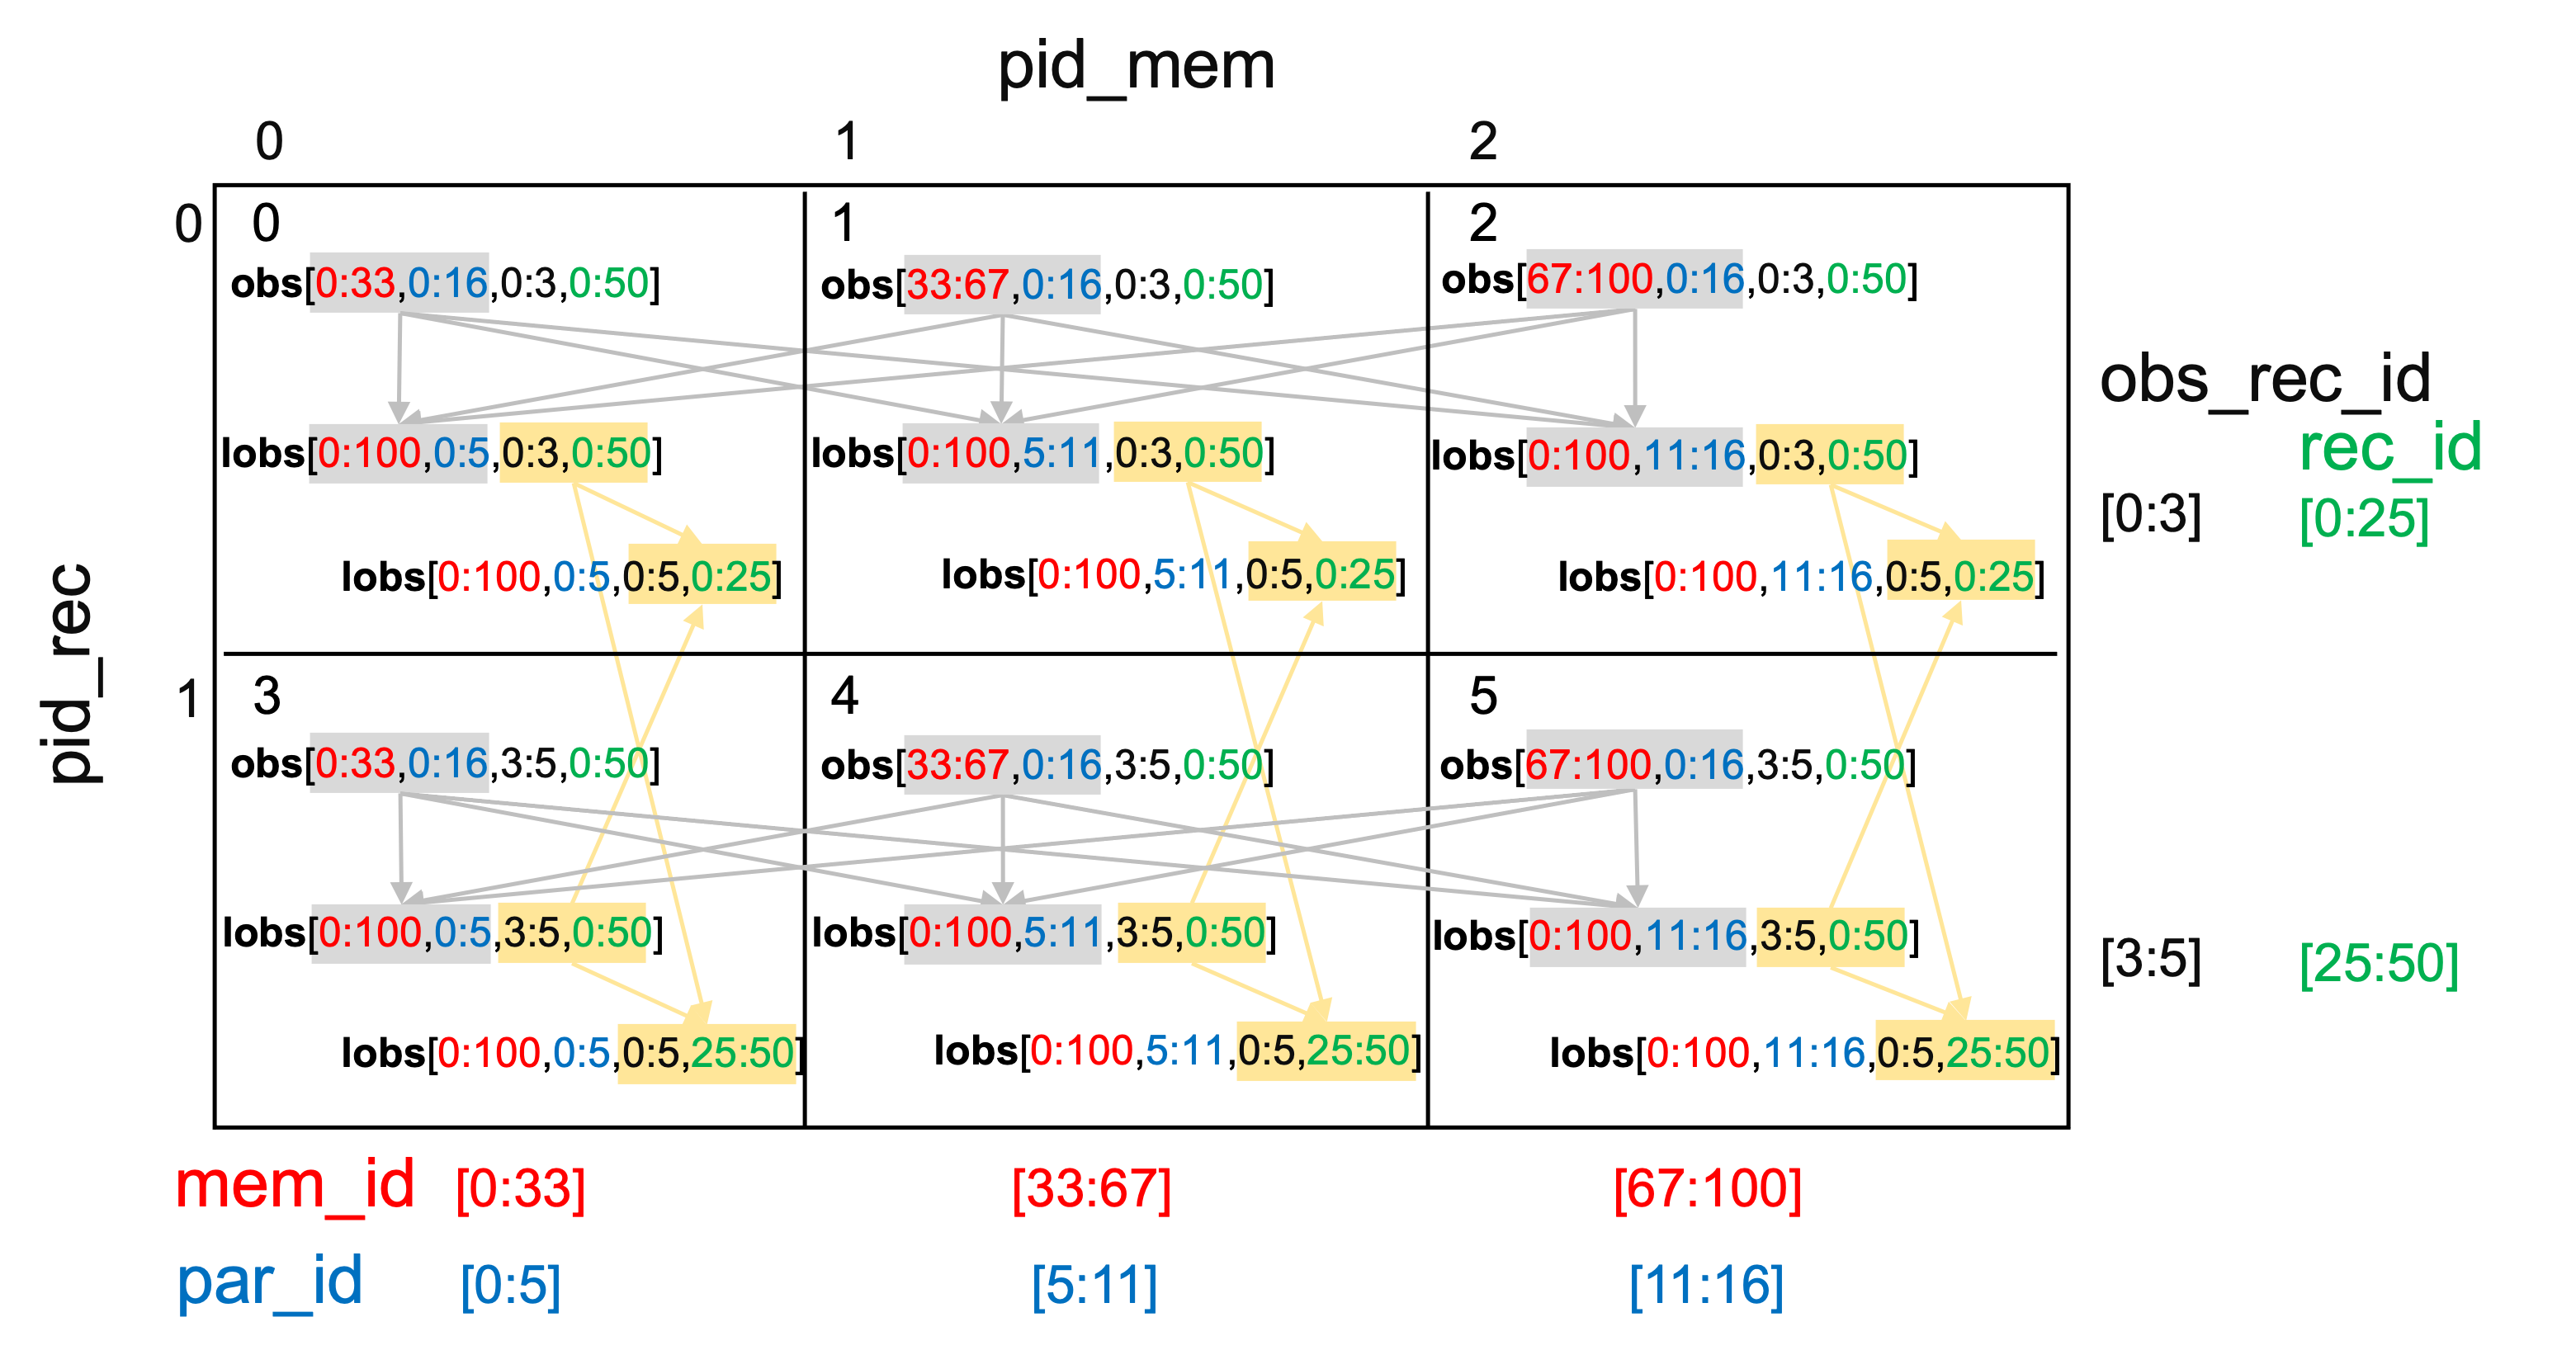 pid_mem
0 1 2
0 0 1 2
obs[0:33,0:16,0:3,0:50] obs[33:67,0:16,0:3,0:50] obs[67:100,0:16,0:3,0:50]
obs_rec_id
rec_id
lobs[0:100,0:5,0:3,0:50] lobs[0:100,5:11,0:3,0:50] lobs[0:100,11:16,0:3,0:50]
[0:3] [0:25]
lobs[0:100,0:5,0:5,0:25] lobs[0:100,5:11,0:5,0:25] lobs[0:100,11:16,0:5,0:25]
pid_rec
1 3 4 5
obs[0:33,0:16,3:5,0:50] obs[33:67,0:16,3:5,0:50] obs[67:100,0:16,3:5,0:50]
lobs[0:100,0:5,3:5,0:50] lobs[0:100,5:11,3:5,0:50] lobs[0:100,11:16,3:5,0:50]
[3:5] [25:50]
lobs[0:100,0:5,0:5,25:50] lobs[0:100,5:11,0:5,25:50] lobs[0:100,11:16,0:5,25:50]
mem_id [0:33] [33:67] [67:100]
par_id [0:5] [5:11] [11:16]